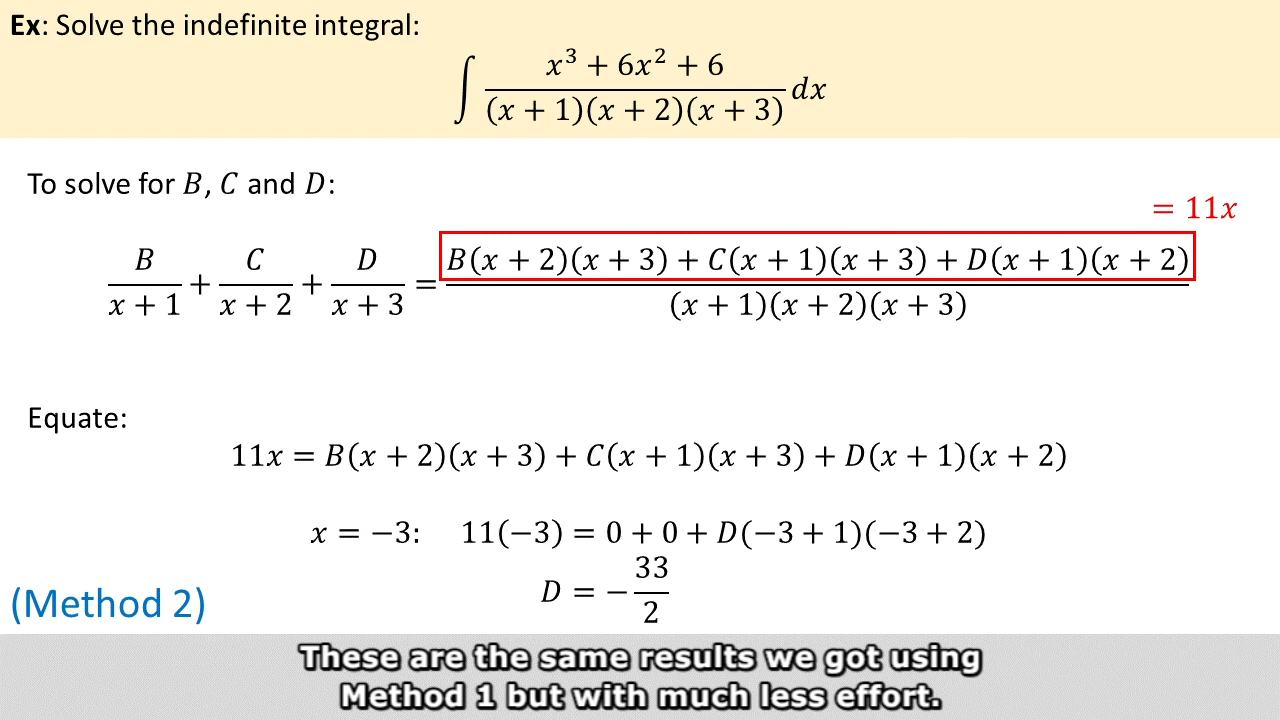 Ex: Solve the indefinite integral:
∫ (x³ + 6x² + 6)/((x + 1)(x + 2)(x + 3)) dx
To solve for B, C and D:
= 11x
B/(x + 1) + C/(x + 2) + D/(x + 3) = (B(x + 2)(x + 3) + C(x + 1)(x + 3) + D(x + 1)(x + 2))/((x + 1)(x + 2)(x + 3))
Equate:
11x = B(x + 2)(x + 3) + C(x + 1)(x + 3) + D(x + 1)(x + 2)
x = −3: 11(−3) = 0 + 0 + D(−3 + 1)(−3 + 2)
D = −33/2
(Method 2)
These are the same results we got using
Method 1 but with much less effort.